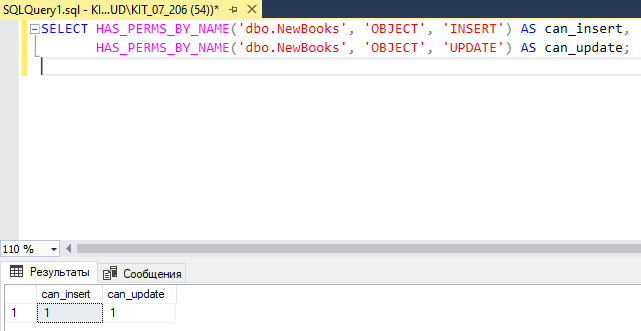 SQLQuery1.sql - KI...UD\KIT_07_206 (54))*
SELECT HAS_PERMS_BY_NAME('dbo.NewBooks', 'OBJECT', 'INSERT') AS can_insert,
HAS_PERMS_BY_NAME('dbo.NewBooks', 'OBJECT', 'UPDATE') AS can_update;
110 %
Результаты Сообщения
can_insert can_update
1 1 1